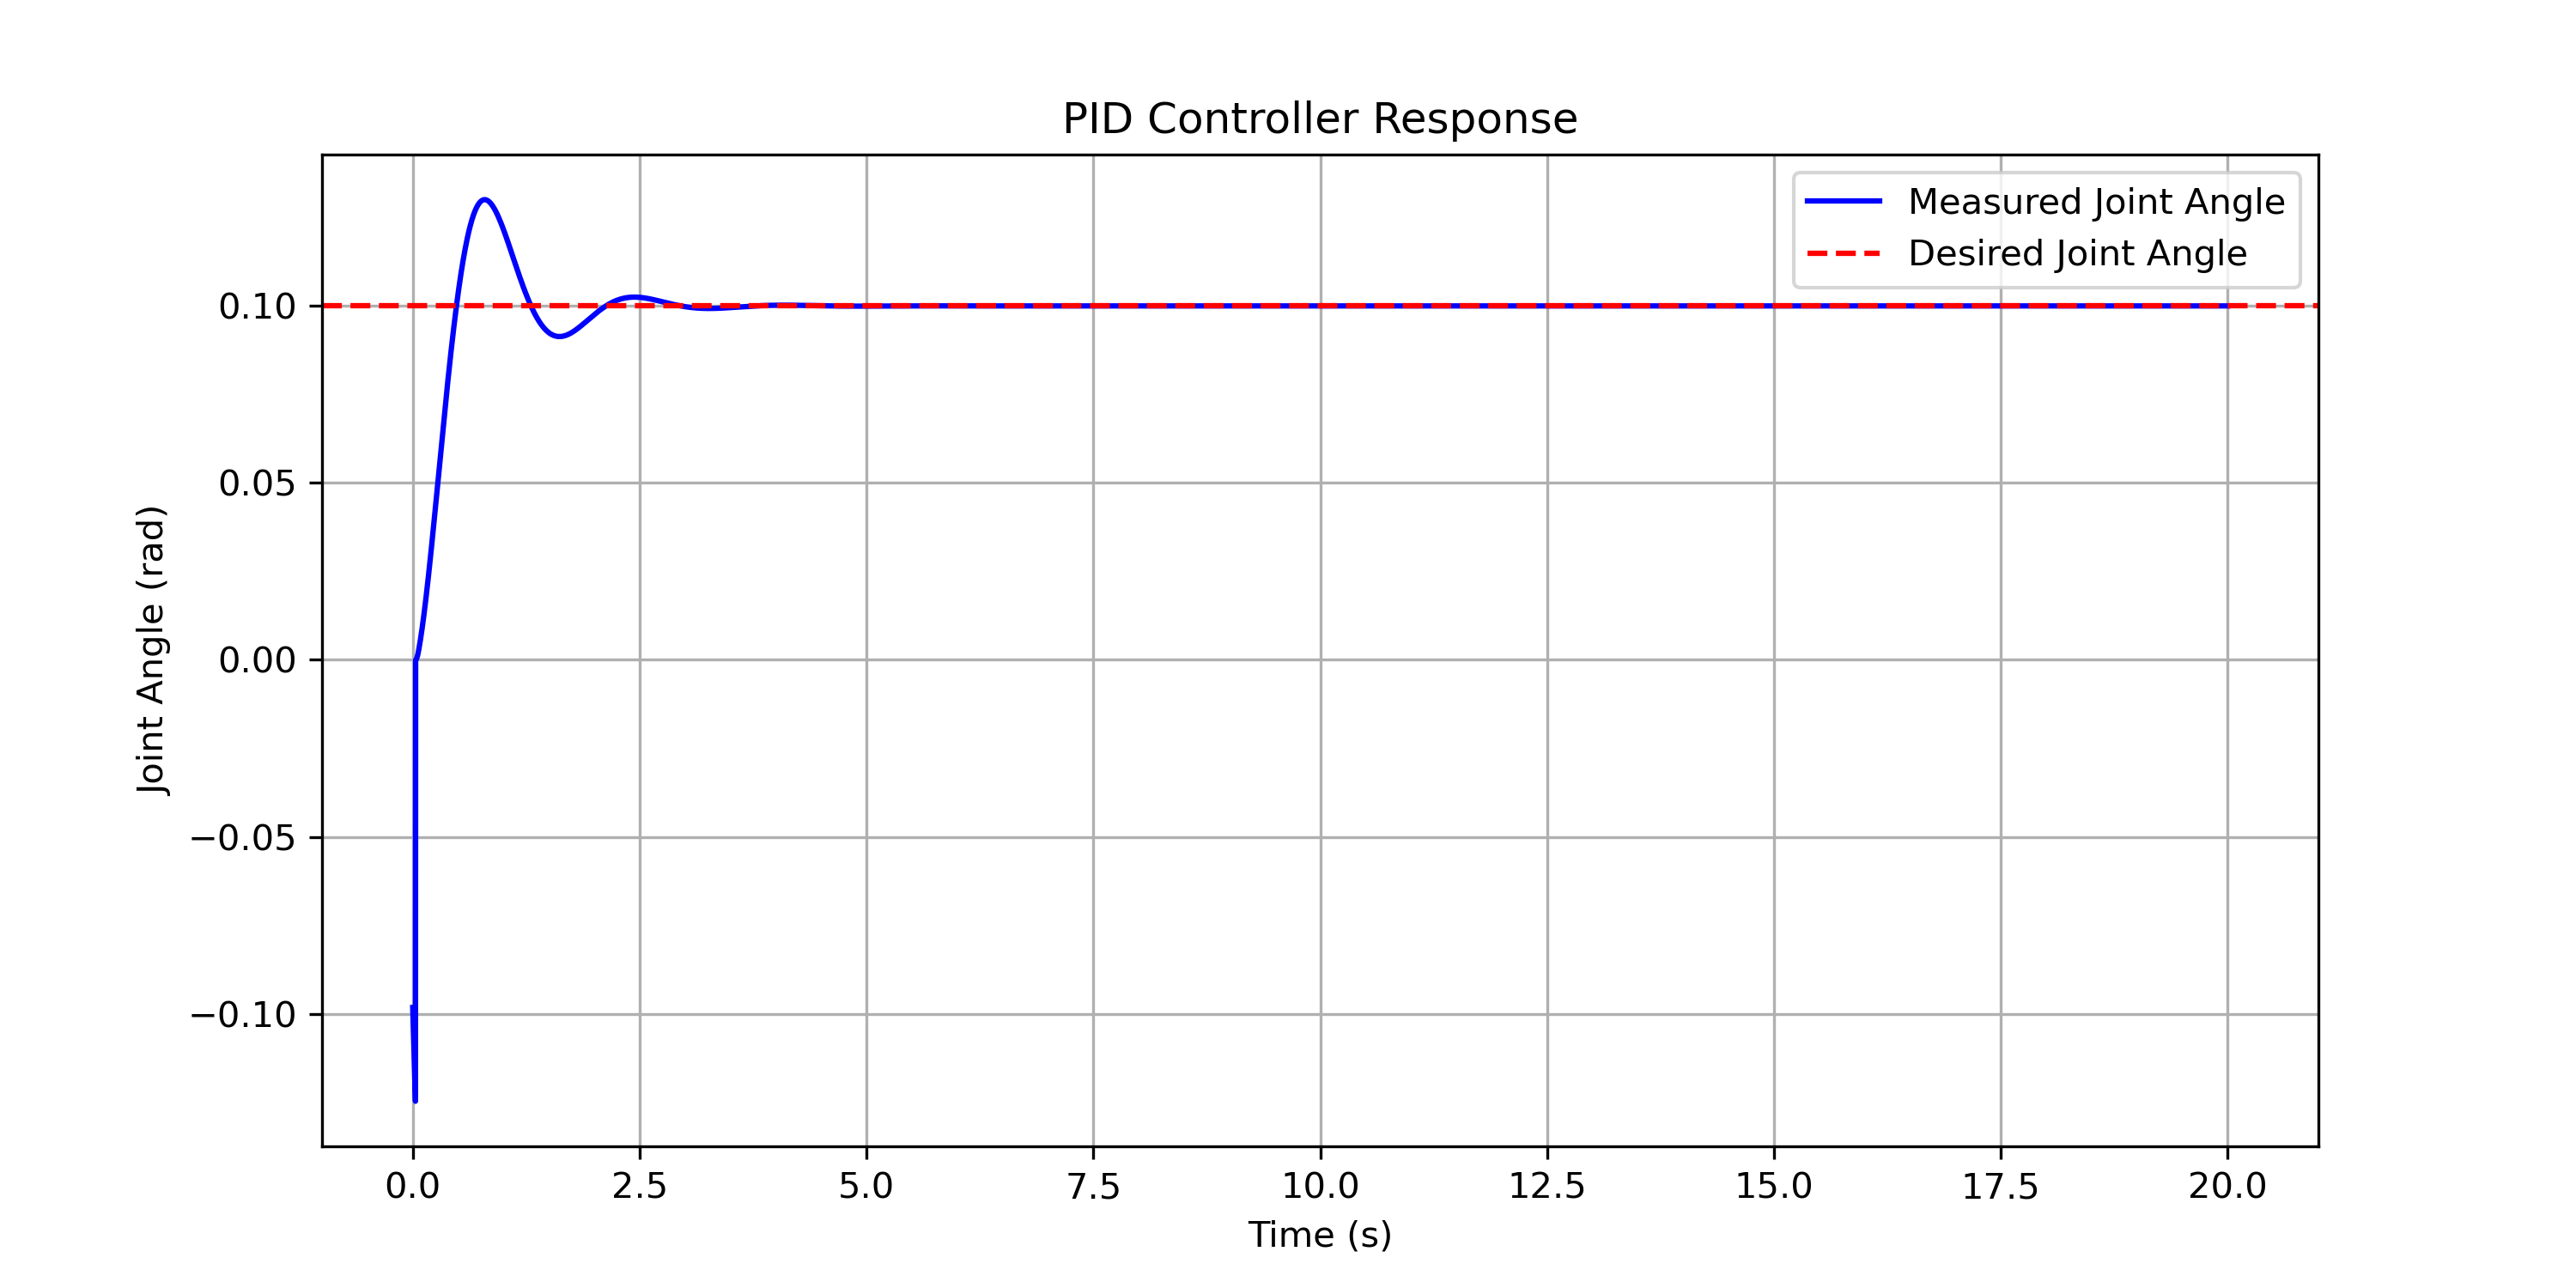 PID Controller Response
Measured Joint Angle
Desired Joint Angle
Joint Angle (rad)
0.10
0.05
0.00
−0.05
−0.10
0.0 2.5 5.0 7.5 10.0 12.5 15.0 17.5 20.0
Time (s)